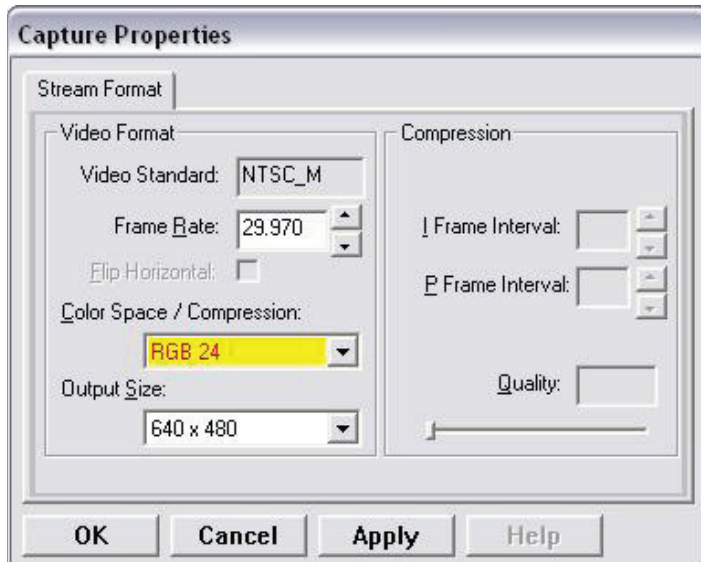 Capture Properties
Stream Format
Video Format
Video Standard: NTSC_M
Frame Rate: 29.970
Flip Horizontal:
Color Space / Compression:
RGB 24
Output Size:
640 x 480
Compression
I Frame Interval:
P Frame Interval:
Quality:
OK Cancel Apply Help